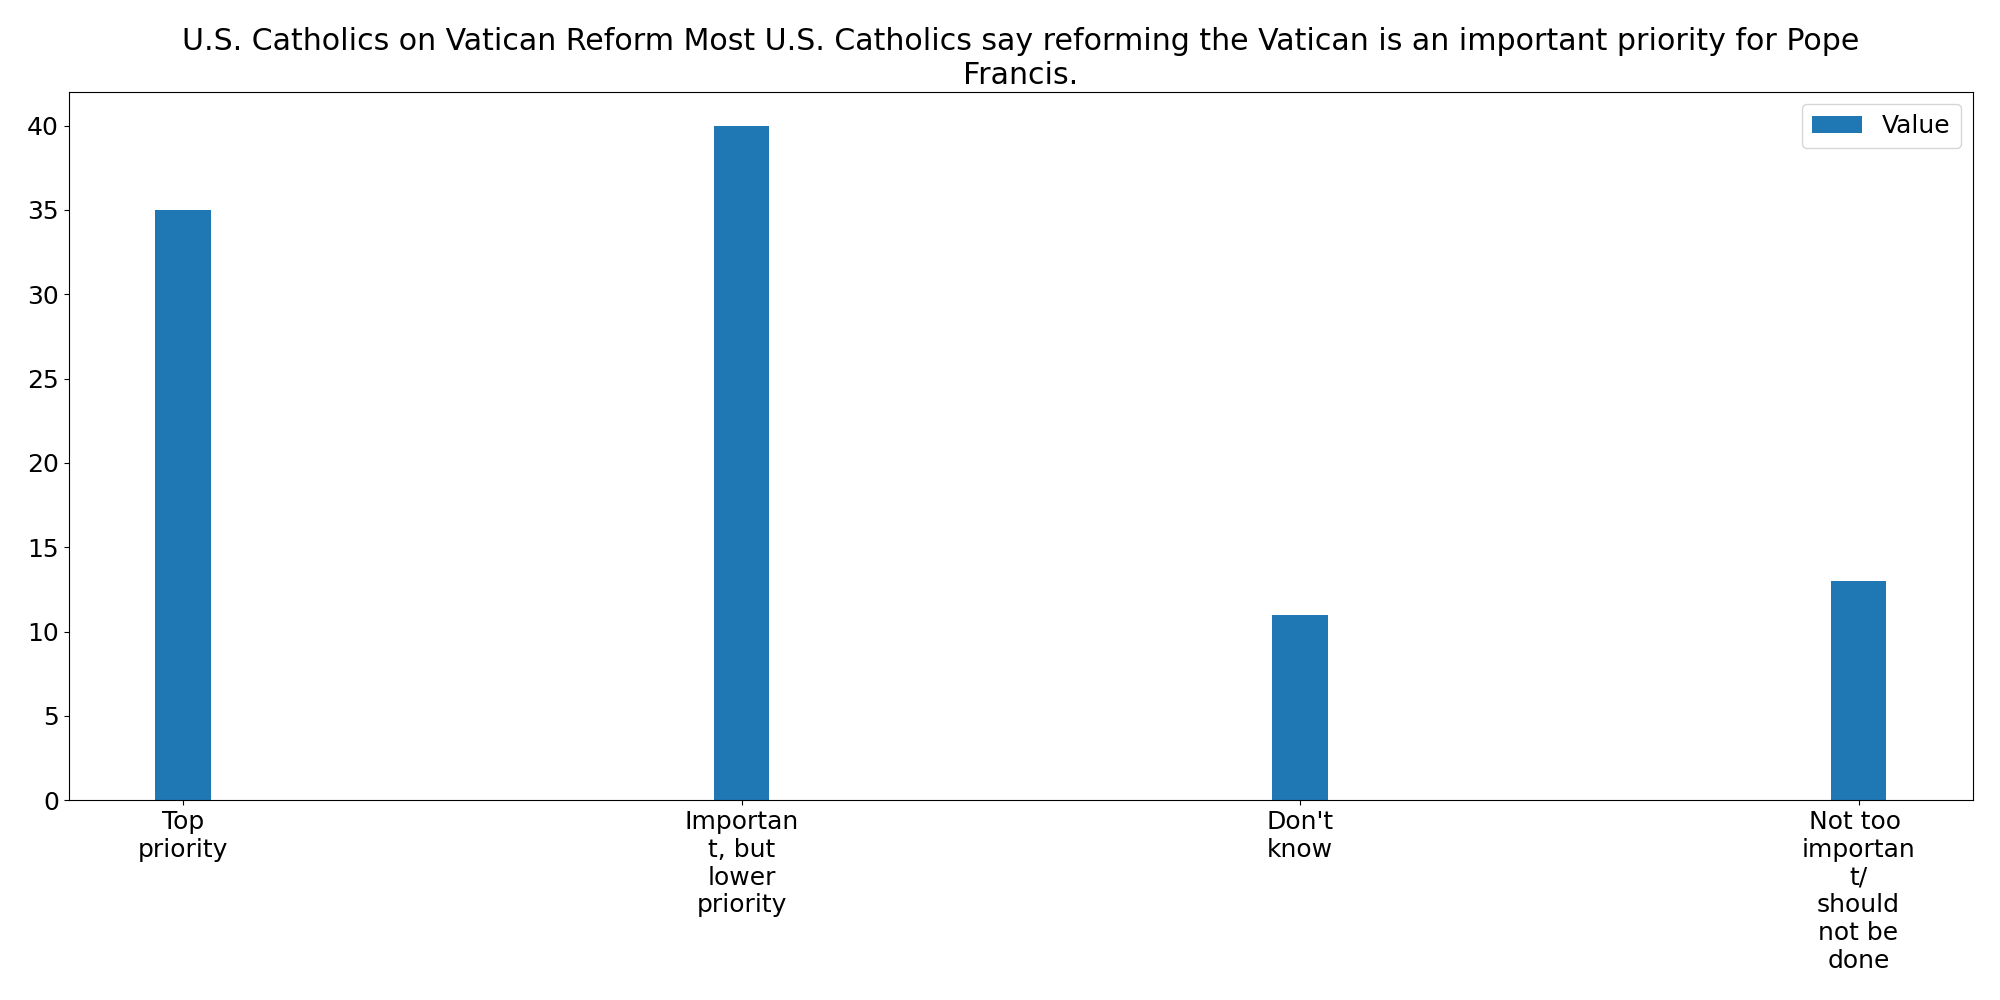 U.S. Catholics on Vatican Reform Most U.S. Catholics say reforming the Vatican is an important priority for Pope
Francis.
Value
40
35
30
25
20
15
10
5
0
Top
priority
Importan
t, but
lower
priority
Don't
know
Not too
importan
t/
should
not be
done